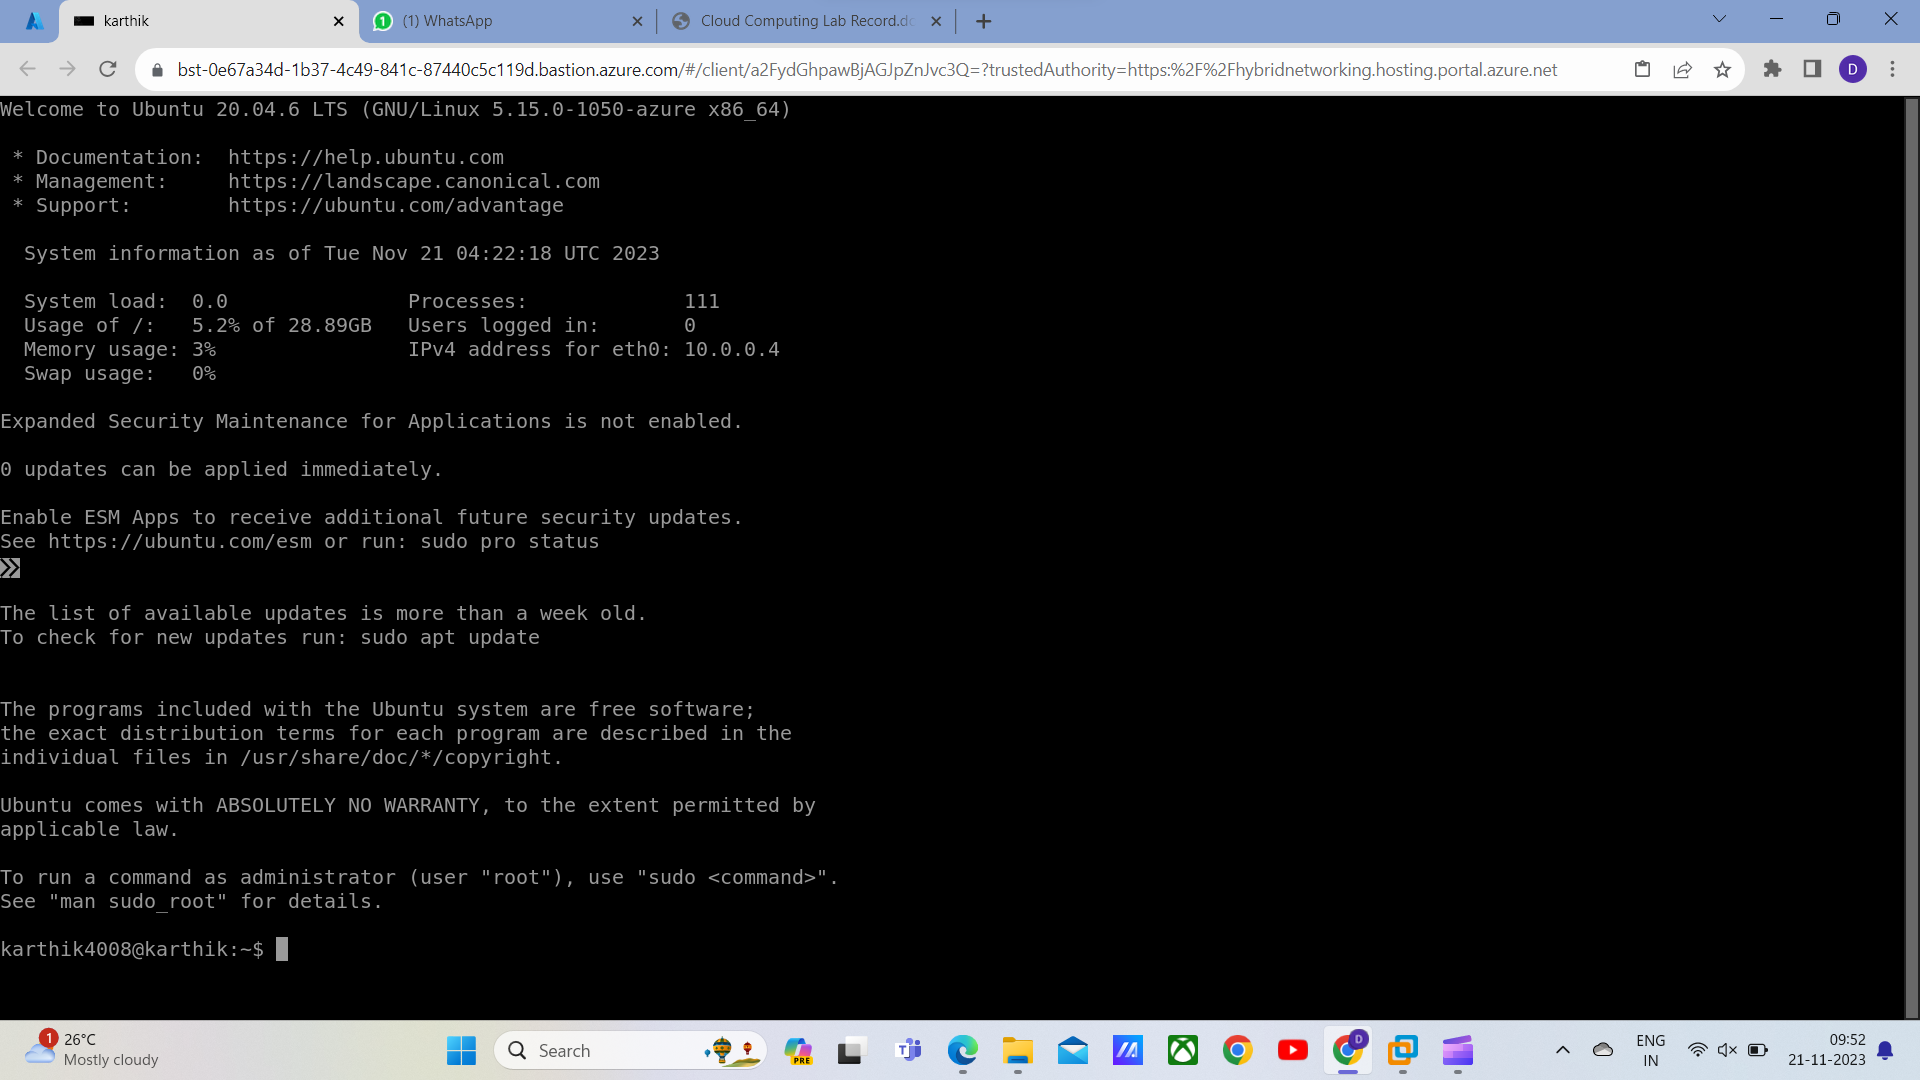 karthik
(1) WhatsApp
Cloud Computing Lab Record.do
bst-0e67a34d-1b37-4c49-841c-87440c5c119d.bastion.azure.com/#/client/a2FydGhpawBjAGJpZnJvc3Q=?trustedAuthority=https:%2F%2Fhybridnetworking.hosting.portal.azure.net
D
Welcome to Ubuntu 20.04.6 LTS (GNU/Linux 5.15.0-1050-azure x86_64)
* Documentation:  https://help.ubuntu.com
* Management:     https://landscape.canonical.com
* Support:        https://ubuntu.com/advantage
System information as of Tue Nov 21 04:22:18 UTC 2023
System load:  0.0               Processes:             111
Usage of /:   5.2% of 28.89GB   Users logged in:       0
Memory usage: 3%                IPv4 address for eth0: 10.0.0.4
Swap usage:   0%
Expanded Security Maintenance for Applications is not enabled.
0 updates can be applied immediately.
Enable ESM Apps to receive additional future security updates.
See https://ubuntu.com/esm or run: sudo pro status
The list of available updates is more than a week old.
To check for new updates run: sudo apt update
The programs included with the Ubuntu system are free software;
the exact distribution terms for each program are described in the
individual files in /usr/share/doc/*/copyright.
Ubuntu comes with ABSOLUTELY NO WARRANTY, to the extent permitted by
applicable law.
To run a command as administrator (user "root"), use "sudo <command>".
See "man sudo_root" for details.
karthik4008@karthik:~$
1
26°C
Mostly cloudy
Search
PRE
D
ENG
IN
09:52
21-11-2023